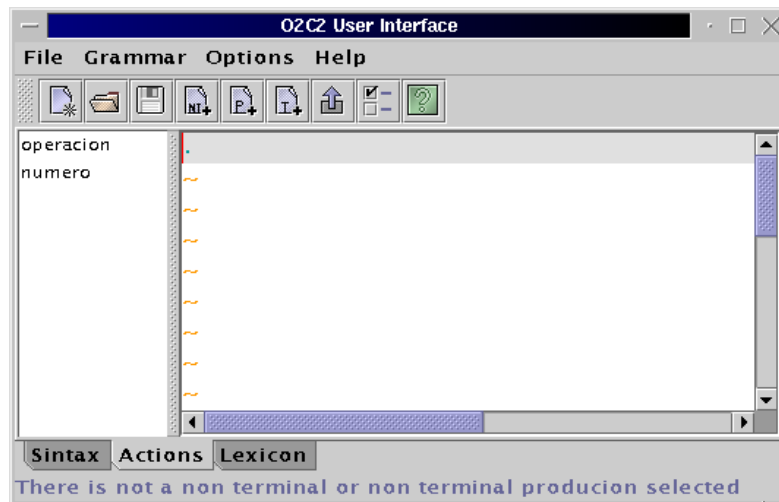 O2C2 User Interface
File Grammar Options Help
NT+ P+ T+ ?
operacion
numero
.
~
~
~
~
~
~
~
~
Sintax Actions Lexicon
There is not a non terminal or non terminal producion selected